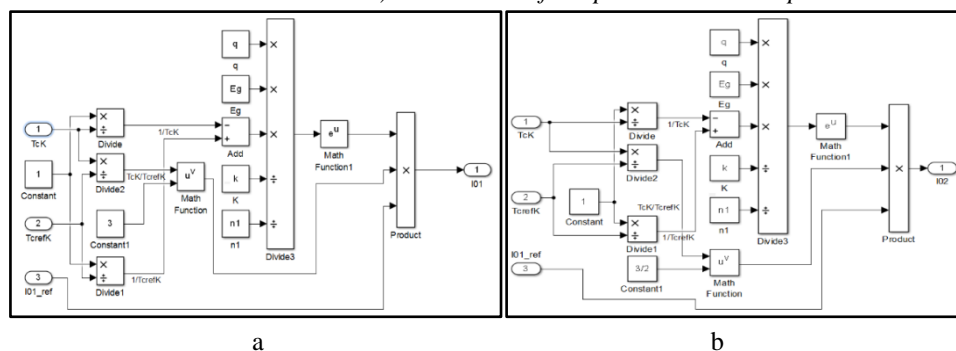 q
q
Eg
Eg
1
TcK
Divide
1/TcK
Add
e^u
Math
Function1
1
Constant
Divide2
TcK/TcrefK
u^v
Math
Function
k
K
2
TcrefK
3
Constant1
n1
n1
Divide3
Product
1
I01
3
I01_ref
Divide1
1/TcrefK
a
q
q
Eg
Eg
1
TcK
Divide
1/TcK
Add
e^u
Math
Function1
Divide2
k
K
2
TcrefK
1
Constant
TcK/TcrefK
Divide1
1/TcrefK
n1
n1
Divide3
Product
1
I02
3/2
Constant1
u^v
Math
Function
I01_ref
3
b